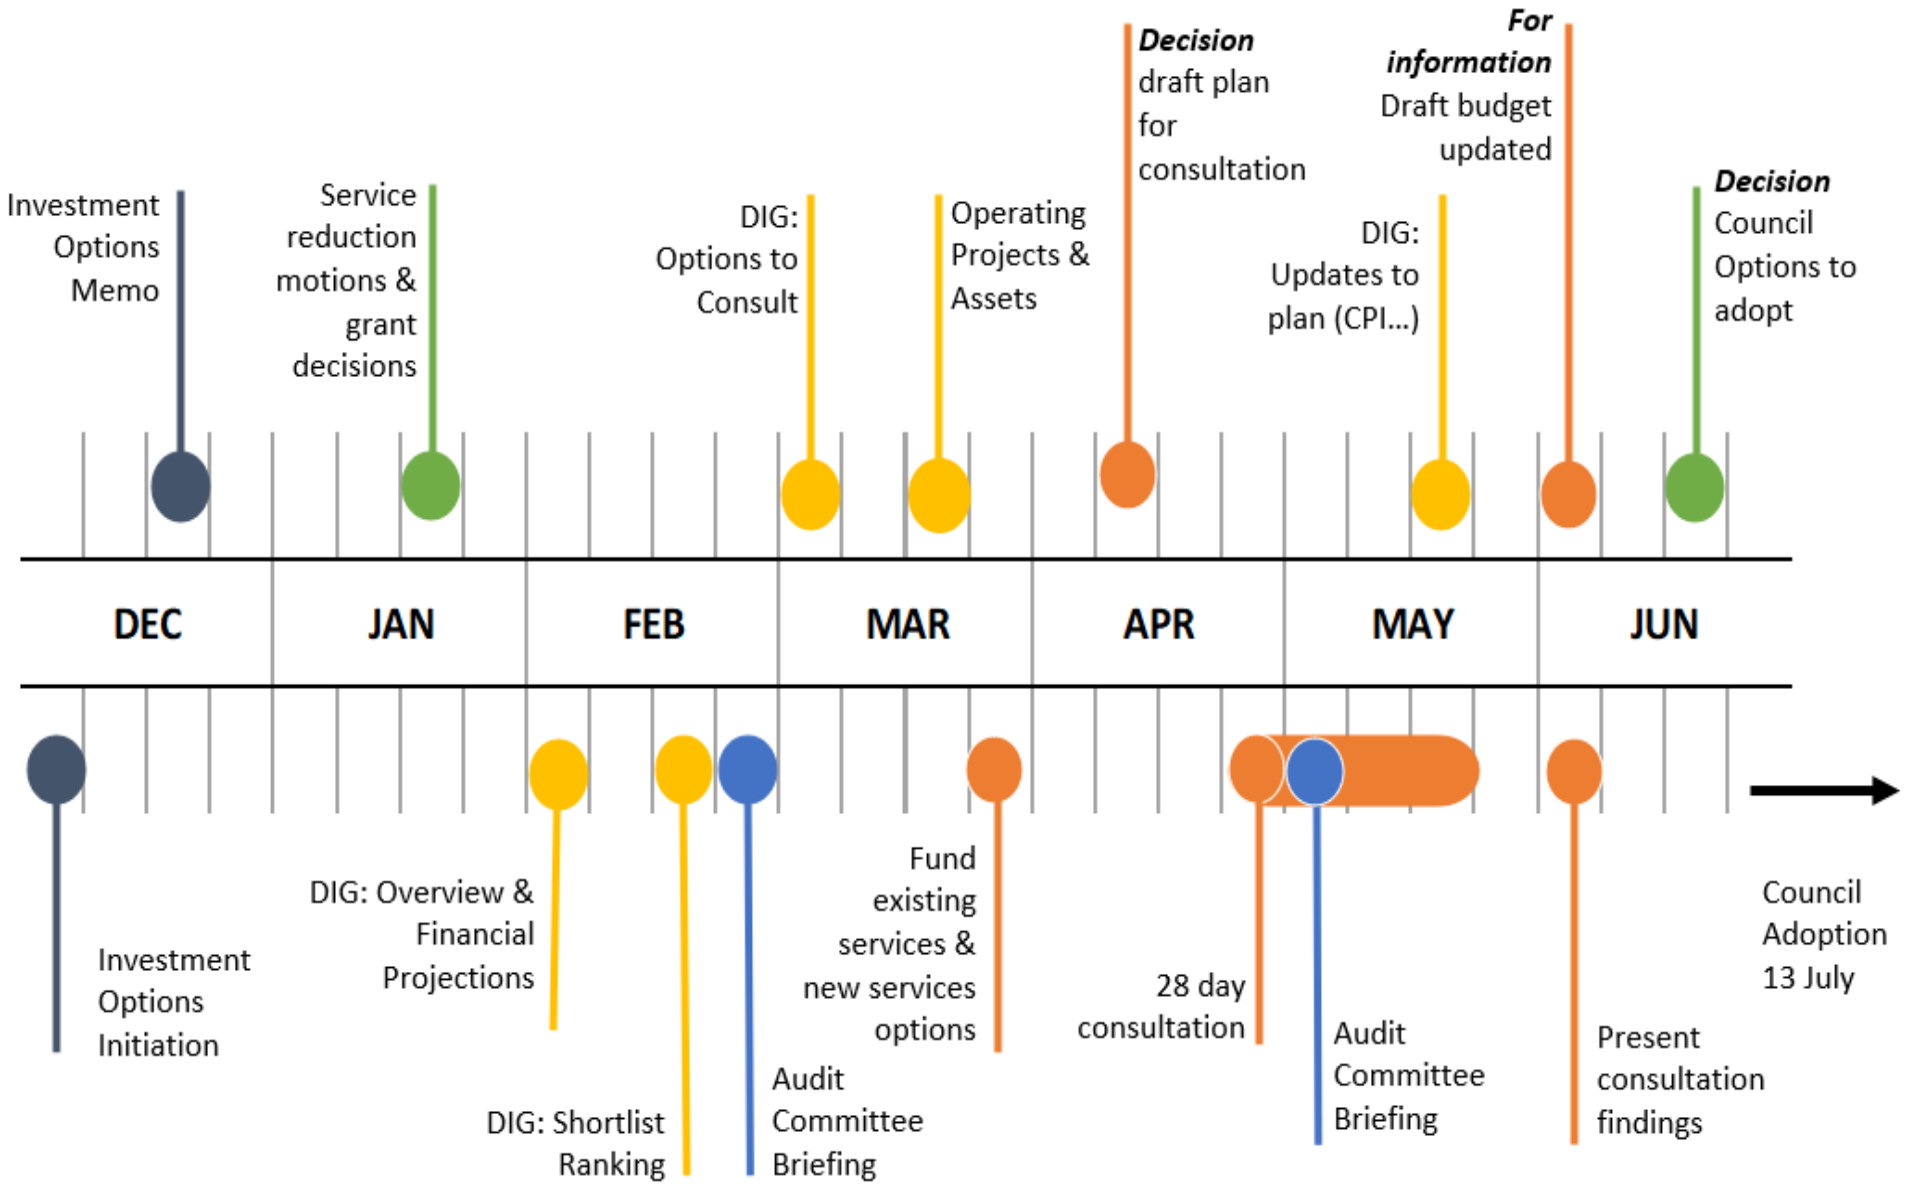 Investment
Options
Memo
Service
reduction
motions &
grant
decisions
DIG:
Options to
Consult
Operating
Projects &
Assets
Decision
draft plan
for
consultation
DIG:
Updates to
plan (CPI...)
For
information
Draft budget
updated
Decision
Council
Options to
adopt
DEC
JAN
FEB
MAR
APR
MAY
JUN
Investment
Options
Initiation
DIG: Overview &
Financial
Projections
DIG: Shortlist
Ranking
Audit
Committee
Briefing
Fund
existing
services &
new services
options
28 day
consultation
Audit
Committee
Briefing
Present
consultation
findings
Council
Adoption
13 July